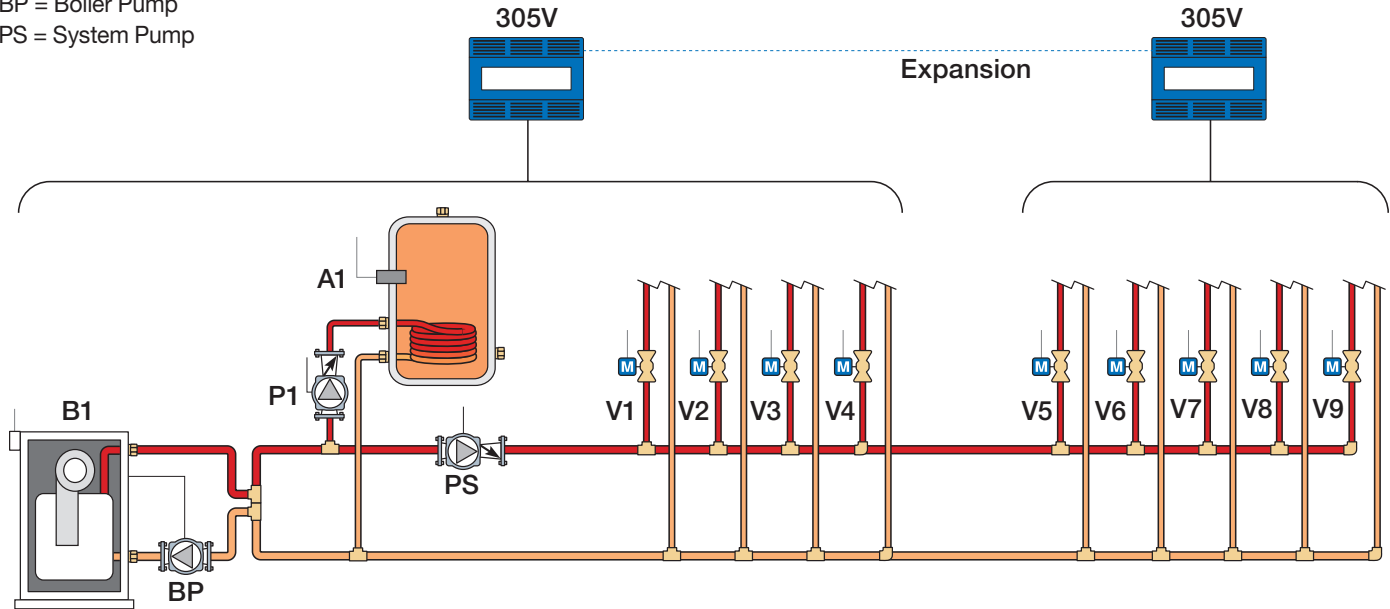 BP = Boiler Pump
PS = System Pump
305V
305V
Expansion
A1
P1
B1
V1
V2
V3
V4
V5
V6
V7
V8
V9
M
M
M
M
M
M
M
M
M
PS
BP